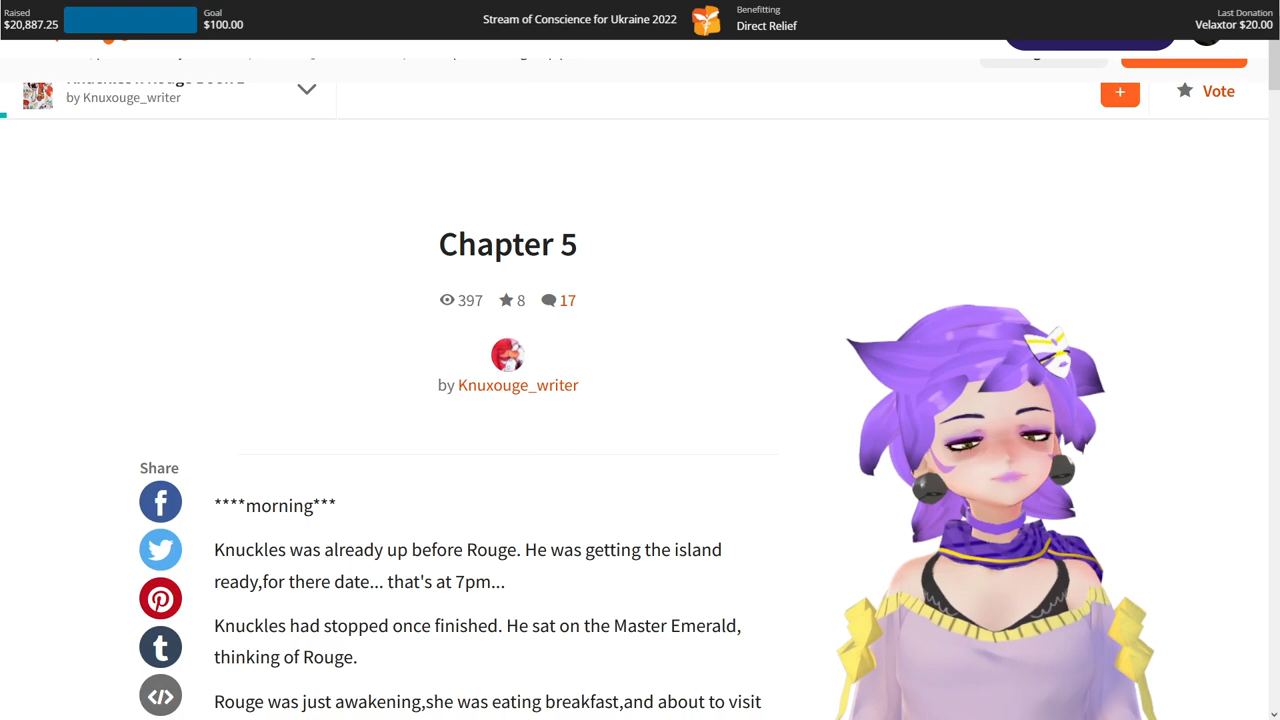 Raised
$20,887.25
Goal
$100.00
Stream of Conscience for Ukraine 2022
Benefitting
Direct Relief
Last Donation
Velaxtor $20.00
by Knuxouge_writer
+
Vote
Chapter 5
397
8
17
by Knuxouge_writer
Share
****morning***
Knuckles was already up before Rouge. He was getting the island
ready,for there date... that's at 7pm...
Knuckles had stopped once finished. He sat on the Master Emerald,
thinking of Rouge.
Rouge was just awakening,she was eating breakfast,and about to visit